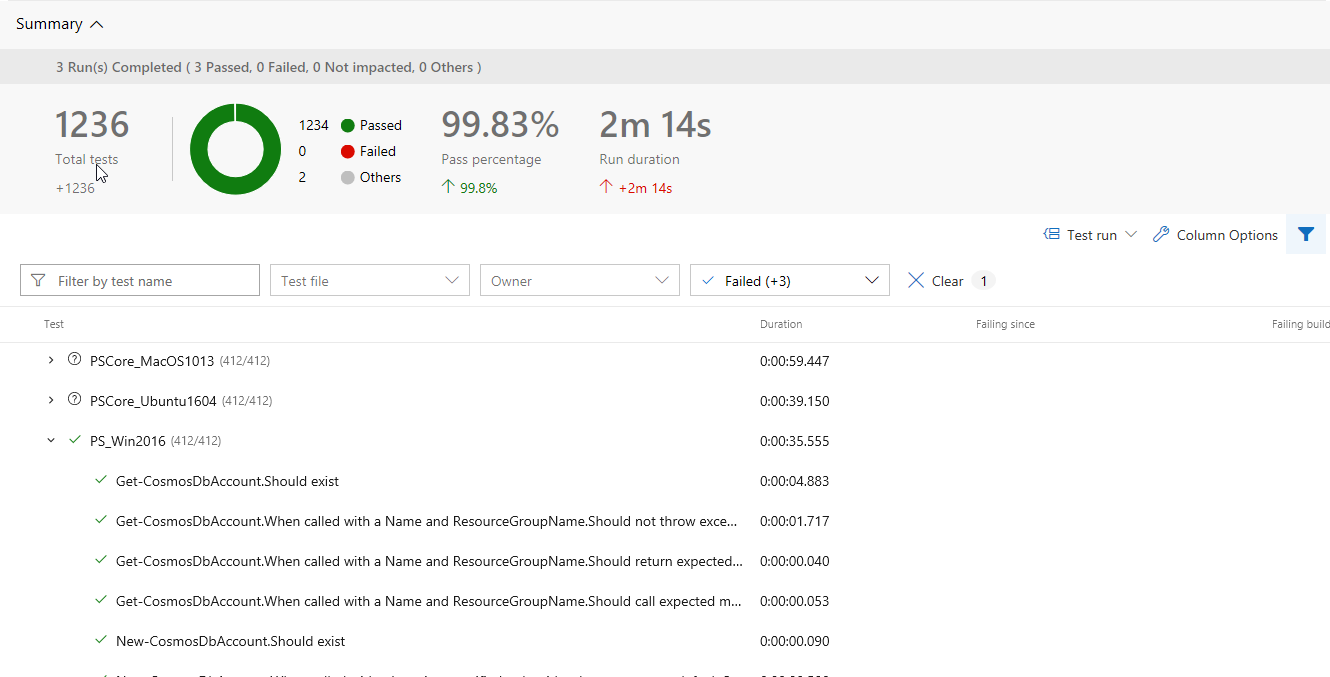 Summary
3 Run(s) Completed ( 3 Passed, 0 Failed, 0 Not impacted, 0 Others )
1236
Total tests
+1236
1234 Passed
0 Failed
2 Others
99.83%
Pass percentage
99.8%
2m 14s
Run duration
+2m 14s
Test run Column Options
Filter by test name Test file Owner Failed (+3) Clear 1
Test Duration Failing since Failing build
PSCore_MacOS1013 (412/412) 0:00:59.447
PSCore_Ubuntu1604 (412/412) 0:00:39.150
PS_Win2016 (412/412) 0:00:35.555
Get-CosmosDbAccount.Should exist 0:00:04.883
Get-CosmosDbAccount.When called with a Name and ResourceGroupName.Should not throw exce... 0:00:01.717
Get-CosmosDbAccount.When called with a Name and ResourceGroupName.Should return expected... 0:00:00.040
Get-CosmosDbAccount.When called with a Name and ResourceGroupName.Should call expected m... 0:00:00.053
New-CosmosDbAccount.Should exist 0:00:00.090